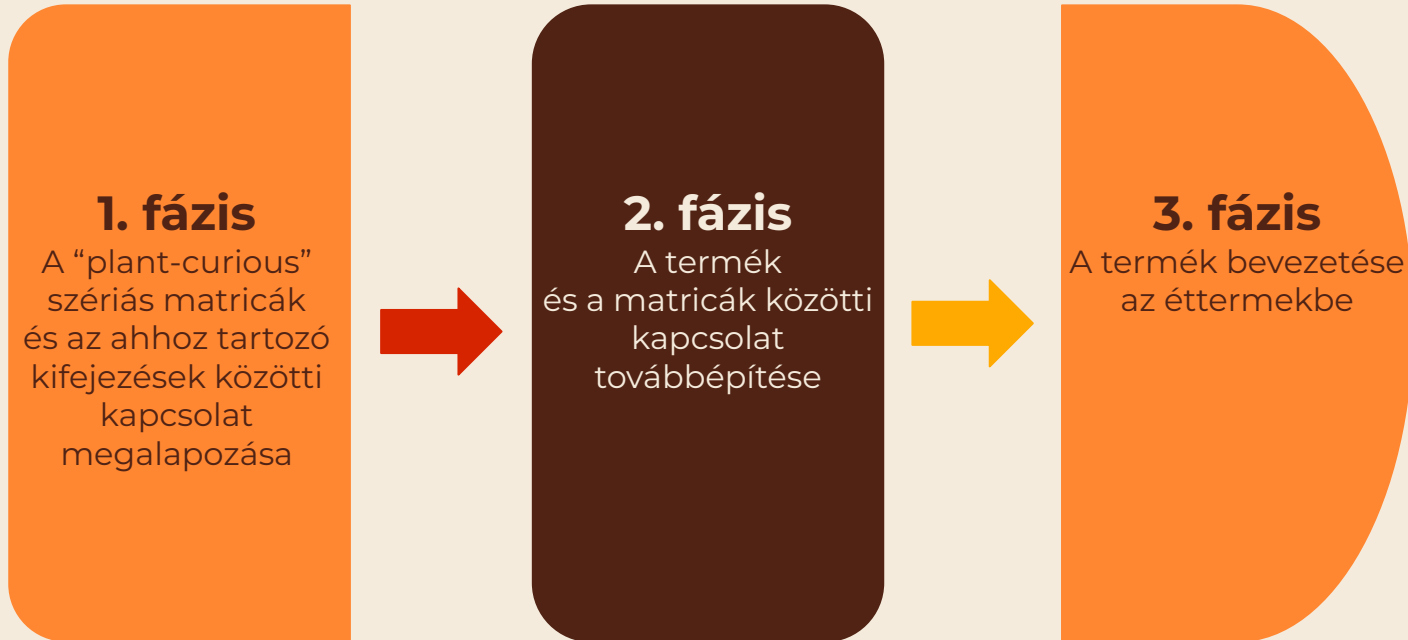 1. fázis
A “plant-curious”
szériás matricák
és az ahhoz tartozó
kifejezések közötti
kapcsolat
megalapozása
2. fázis
A termék
és a matricák közötti
kapcsolat
továbbépítése
3. fázis
A termék bevezetése
az éttermekbe